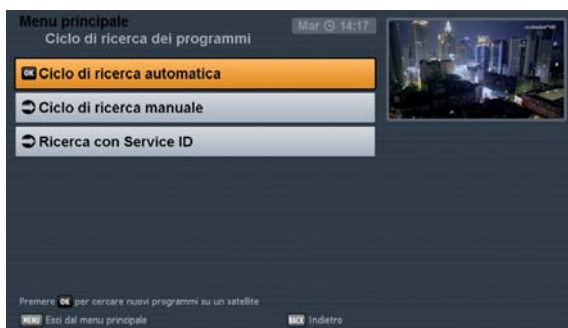 Menu principale
Ciclo di ricerca dei programmi
Mar 14:17
OK Ciclo di ricerca automatica
Ciclo di ricerca manuale
Ricerca con Service ID
Premere OK per cercare nuovi programmi su un satellite
MENU Esci dal menu principale
BACK Indietro